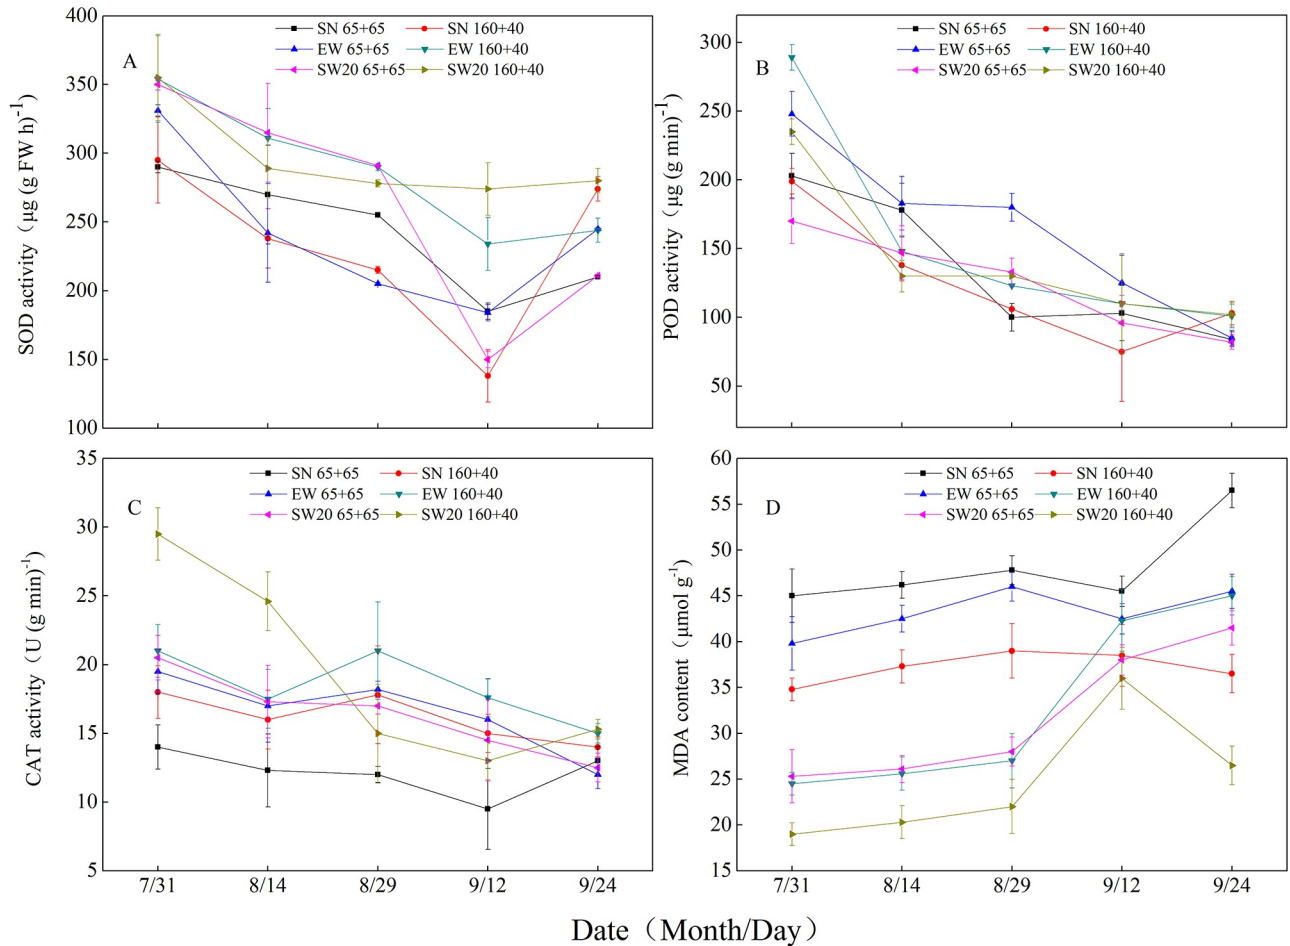 A
SN 65+65 SN 160+40
EW 65+65 EW 160+40
SW20 65+65 SW20 160+40
SOD activity（μg (g FW h)-1）
400
350
300
250
200
150
100
B
SN 65+65 SN 160+40
EW 65+65 EW 160+40
SW20 65+65 SW20 160+40
POD activity（μg (g min)-1）
300
250
200
150
100
50
C
SN 65+65 SN 160+40
EW 65+65 EW 160+40
SW20 65+65 SW20 160+40
CAT activity（U (g min)-1）
35
30
25
20
15
10
5
7/31 8/14 8/29 9/12 9/24
D
SN 65+65 SN 160+40
EW 65+65 EW 160+40
SW20 65+65 SW20 160+40
MDA content（μmol g-1）
60
55
50
45
40
35
30
25
20
15
7/31 8/14 8/29 9/12 9/24
Date（Month/Day）